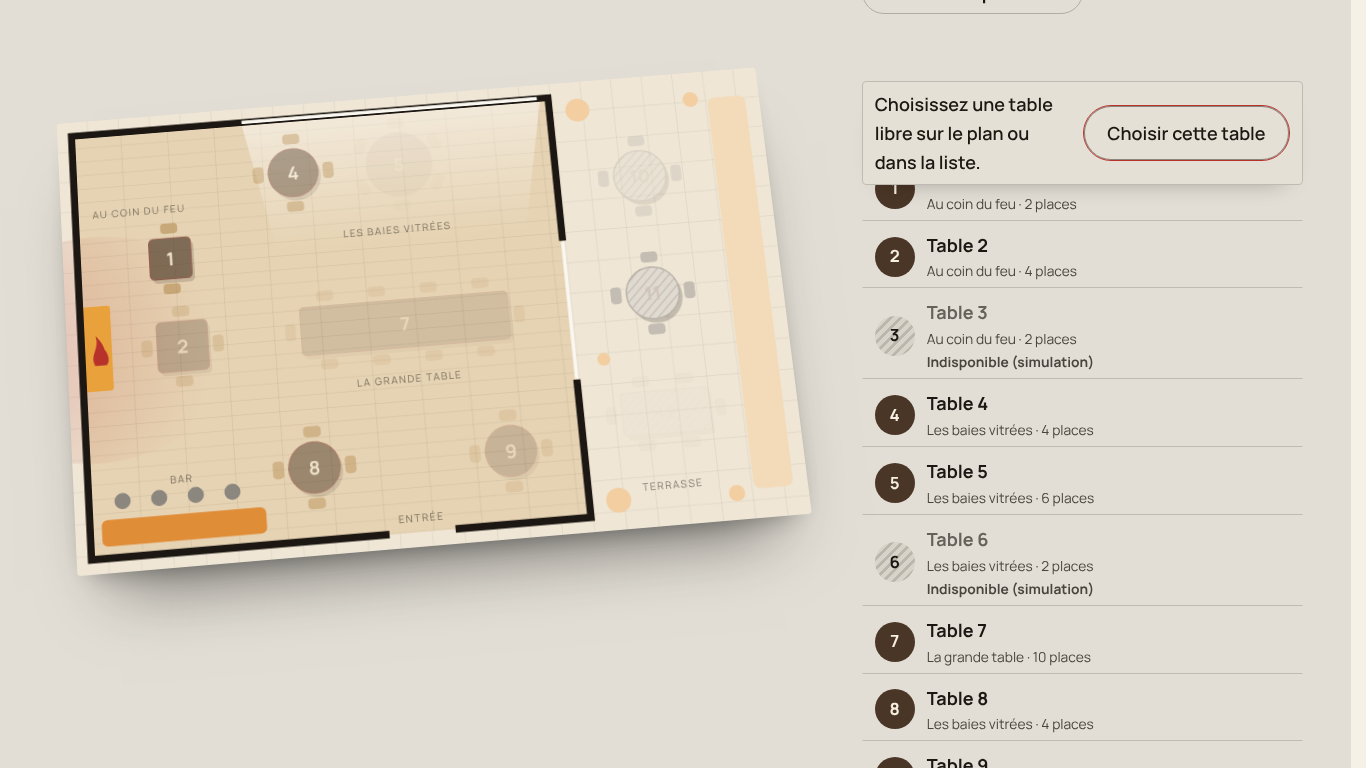 Choisissez une table
libre sur le plan ou
dans la liste.
Choisir cette table
1
Au coin du feu · 2 places
2
Table 2
Au coin du feu · 4 places
3
Table 3
Au coin du feu · 2 places
Indisponible (simulation)
4
Table 4
Les baies vitrées · 4 places
5
Table 5
Les baies vitrées · 6 places
6
Table 6
Les baies vitrées · 2 places
Indisponible (simulation)
7
Table 7
La grande table · 10 places
8
Table 8
Les baies vitrées · 4 places
Table 9
4
10
AU COIN DU FEU
LES BAIES VITRÉES
1
11
2
7
LA GRANDE TABLE
8
9
BAR
TERRASSE
ENTRÉE